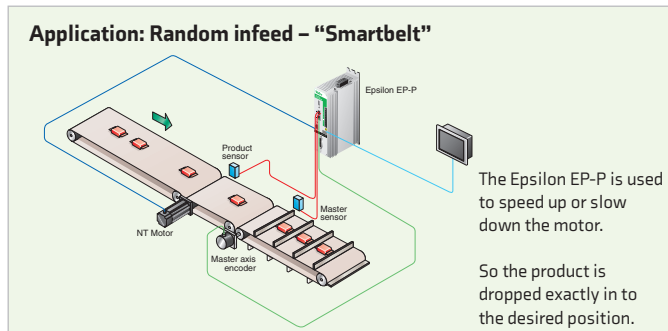 Application: Random infeed – “Smartbelt”
Epsilon EP-P
Product
sensor
Master
sensor
NT Motor
Master axis
encoder
The Epsilon EP-P is used
to speed up or slow
down the motor.
So the product is
dropped exactly in to
the desired position.